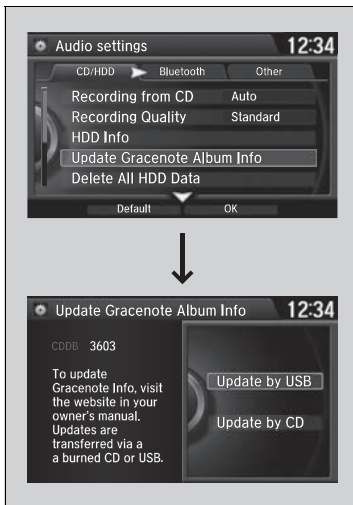 Audio settings 12:34
CD/HDD Bluetooth Other
Recording from CD Auto
Recording Quality Standard
HDD Info
Update Gracenote Album Info
Delete All HDD Data
Default OK
Update Gracenote Album Info 12:34
CDDB 3603
To update
Gracenote Info, visit
the website in your
owner's manual.
Updates are
transferred via a
a burned CD or USB.
Update by USB
Update by CD